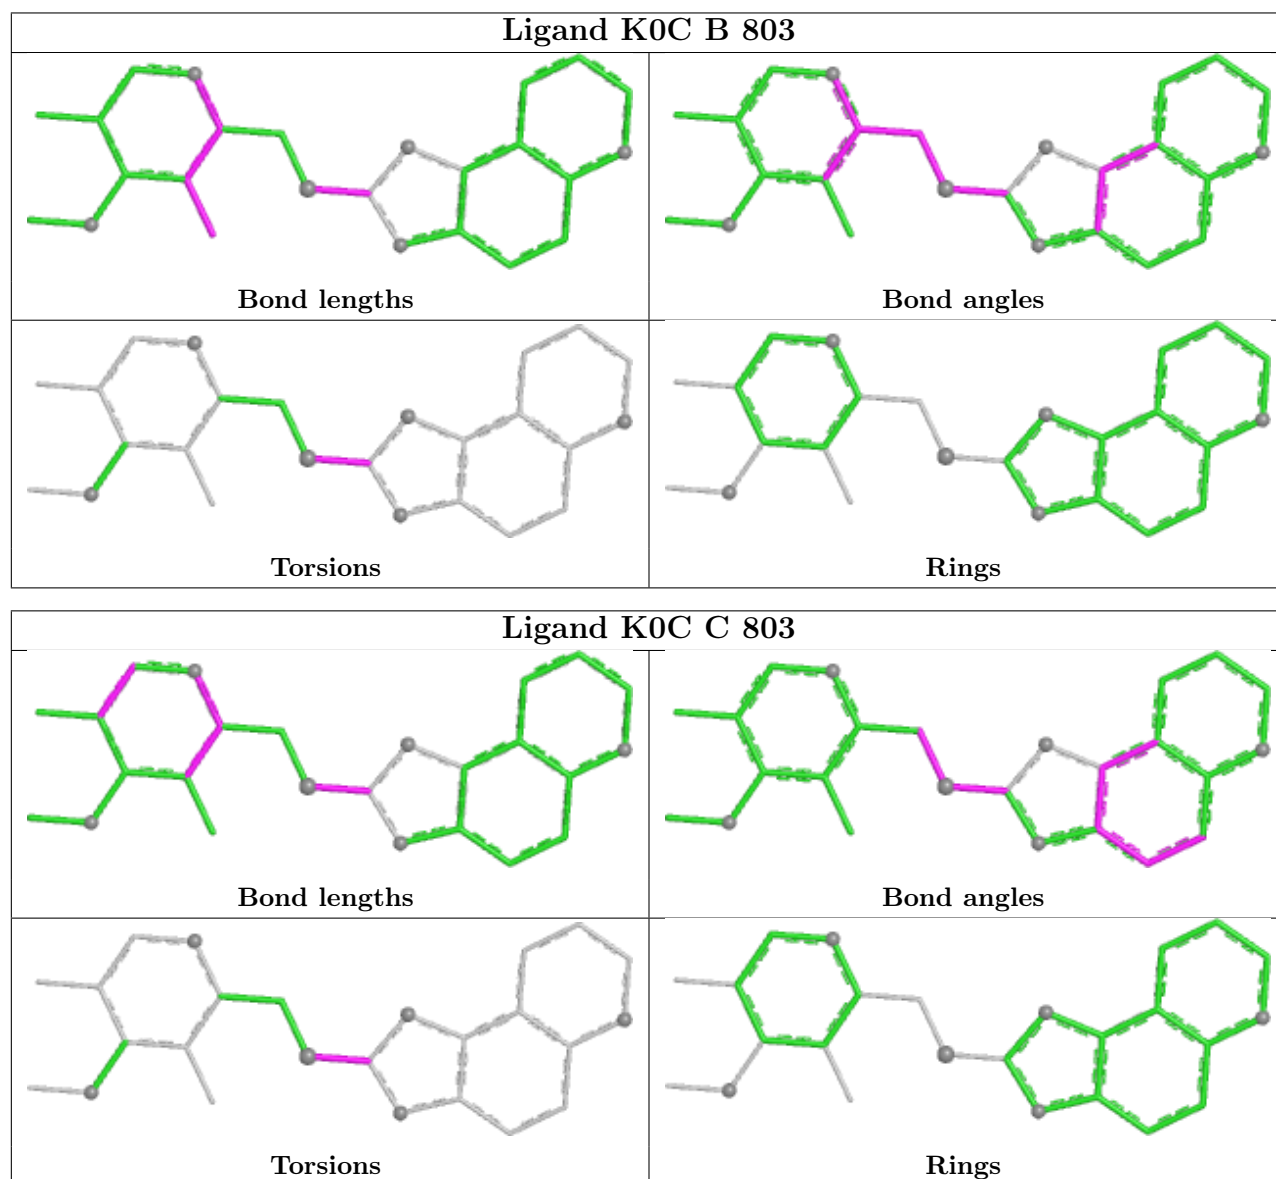 Ligand K0C B 803
Bond lengths
Bond angles
Torsions
Rings
Ligand K0C C 803
Bond lengths
Bond angles
Torsions
Rings